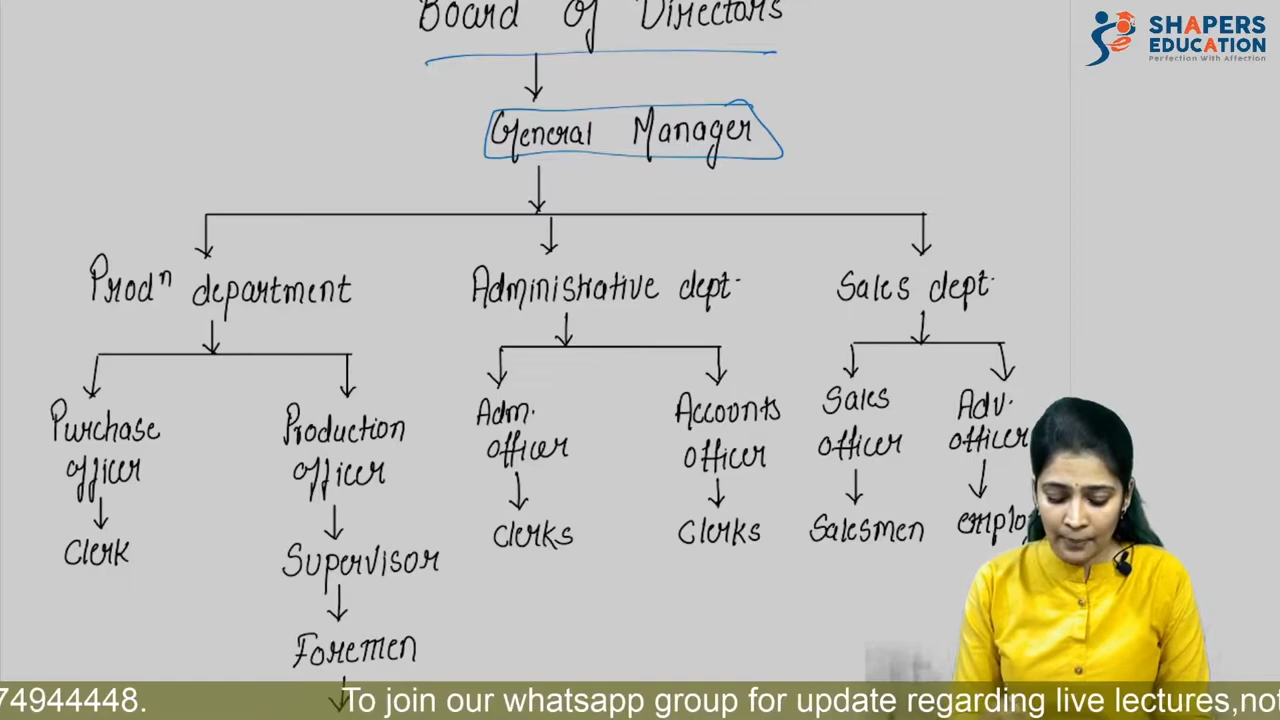 Board of Directors
SHAPERS
EDUCATION
Perfection With Affection
General Manager
Prodⁿ department
Administrative dept.
Sales dept.
Purchase
officer
Production
officer
Adm.
officer
Accounts
officer
Sales
officer
Adv.
officer
Clerk
Supervisor
Clerks
Clerks
Salesmen
Foremen
74944448.
To join our whatsapp group for update regarding live lectures,